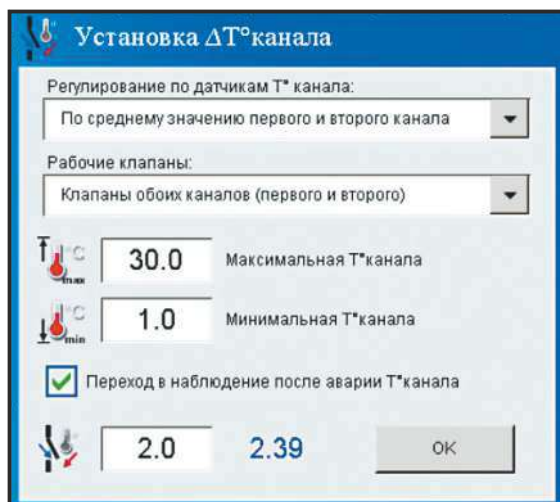 Установка ΔT°канала
Регулирование по датчикам T° канала:
По среднему значению первого и второго канала
Рабочие клапаны:
Клапаны обоих каналов (первого и второго)
°C max 30.0 Максимальная T°канала
°C min 1.0 Минимальная T°канала
Переход в наблюдение после аварии T°канала
2.0 2.39 OK